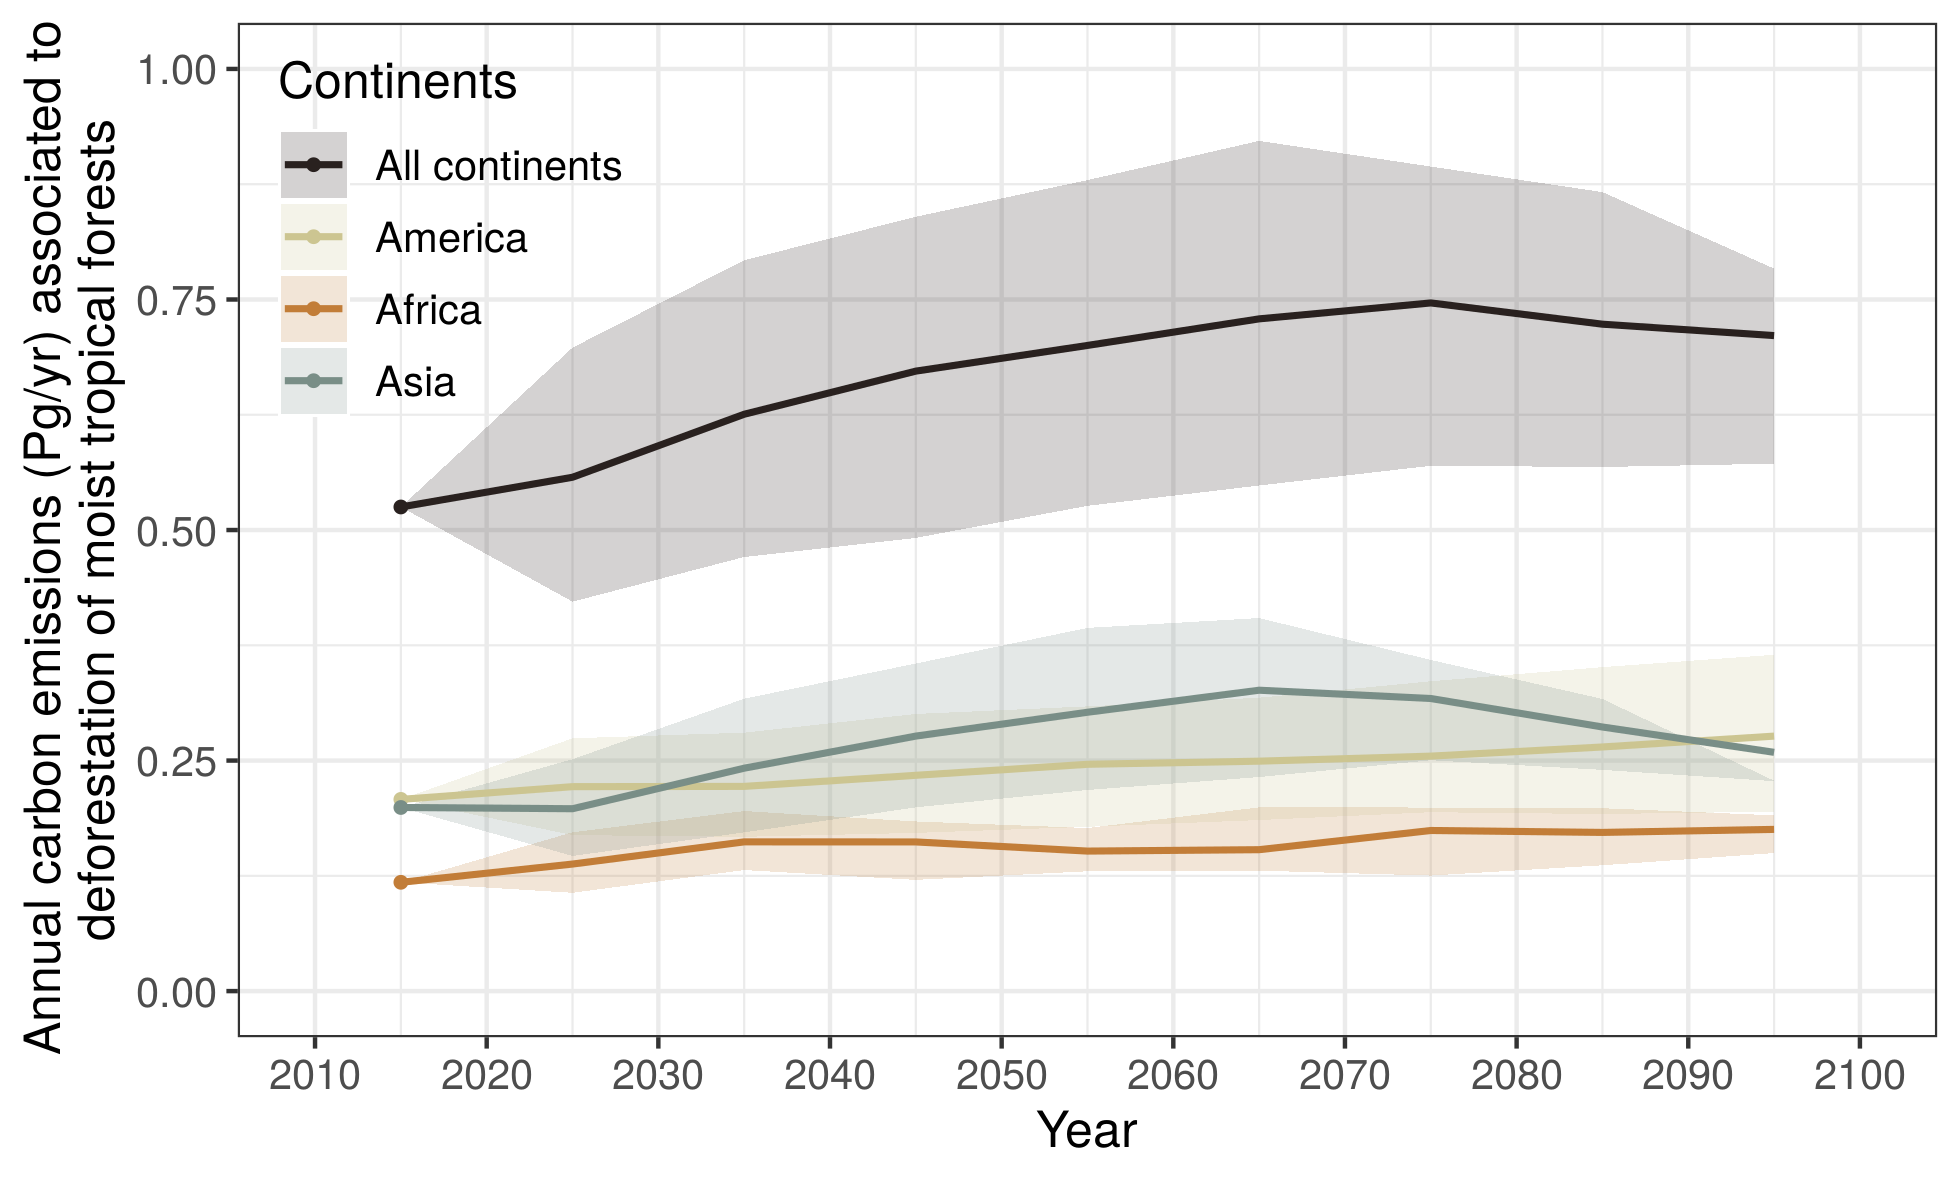 Annual carbon emissions (Pg/yr) associated to
deforestation of moist tropical forests
1.00
0.75
0.50
0.25
0.00
Continents
All continents
America
Africa
Asia
2010 2020 2030 2040 2050 2060 2070 2080 2090 2100
Year